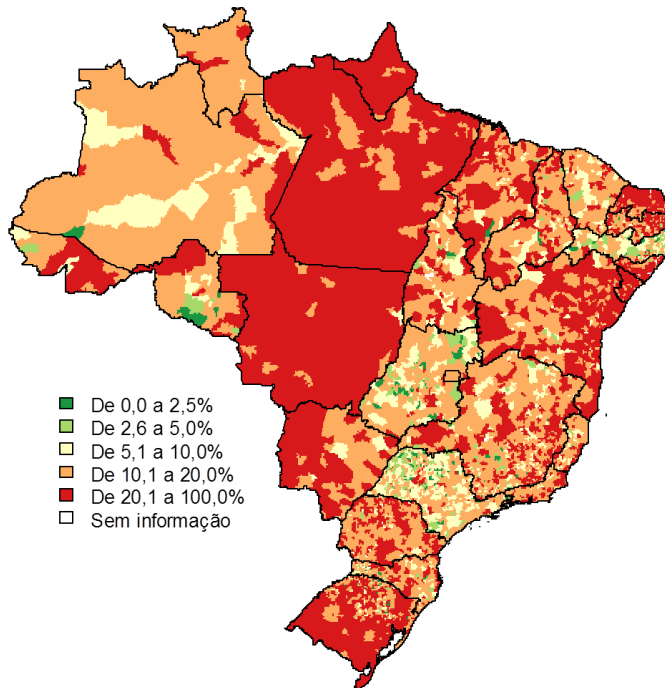 De 0,0 a 2,5%
De 2,6 a 5,0%
De 5,1 a 10,0%
De 10,1 a 20,0%
De 20,1 a 100,0%
Sem informação